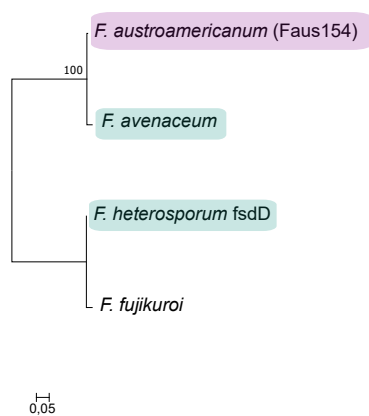 F. austroamericanum (Faus154)
100
F. avenaceum
F. heterosporum fsdD
F. fujikuroi
0,05